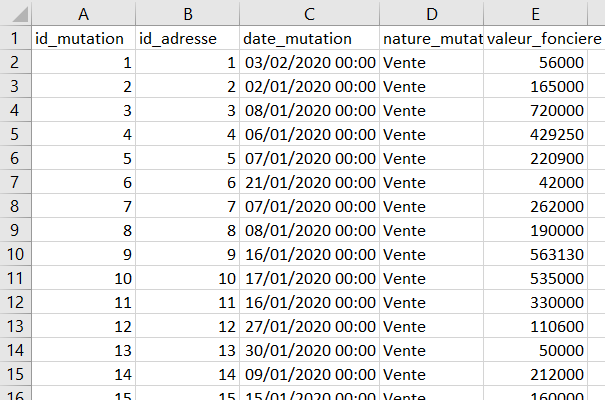 A B C D E
1 id_mutation id_adresse date_mutation nature_mutat valeur_fonciere
2 1 1 03/02/2020 00:00 Vente 56000
3 2 2 02/01/2020 00:00 Vente 165000
4 3 3 08/01/2020 00:00 Vente 720000
5 4 4 06/01/2020 00:00 Vente 429250
6 5 5 07/01/2020 00:00 Vente 220900
7 6 6 21/01/2020 00:00 Vente 42000
8 7 7 07/01/2020 00:00 Vente 262000
9 8 8 08/01/2020 00:00 Vente 190000
10 9 9 16/01/2020 00:00 Vente 563130
11 10 10 17/01/2020 00:00 Vente 535000
12 11 11 16/01/2020 00:00 Vente 330000
13 12 12 27/01/2020 00:00 Vente 110600
14 13 13 30/01/2020 00:00 Vente 50000
15 14 14 09/01/2020 00:00 Vente 212000
16 15 15 15/01/2020 00:00 Vente 160000